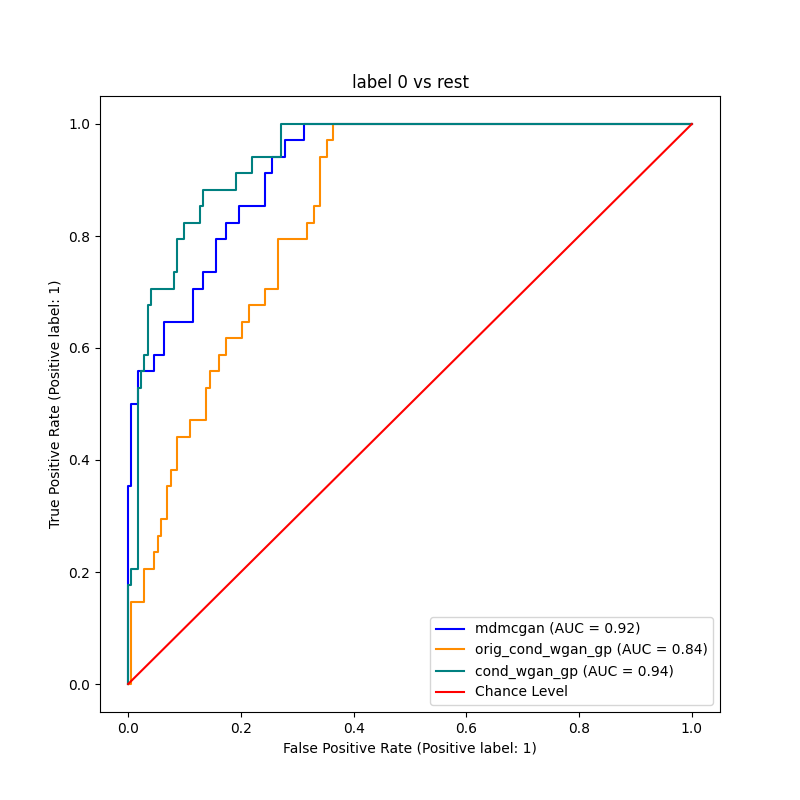 label 0 vs rest
True Positive Rate (Positive label: 1)
1.0
0.8
0.6
0.4
0.2
0.0
0.0 0.2 0.4 0.6 0.8 1.0
False Positive Rate (Positive label: 1)
mdmcgan (AUC = 0.92)
orig_cond_wgan_gp (AUC = 0.84)
cond_wgan_gp (AUC = 0.94)
Chance Level